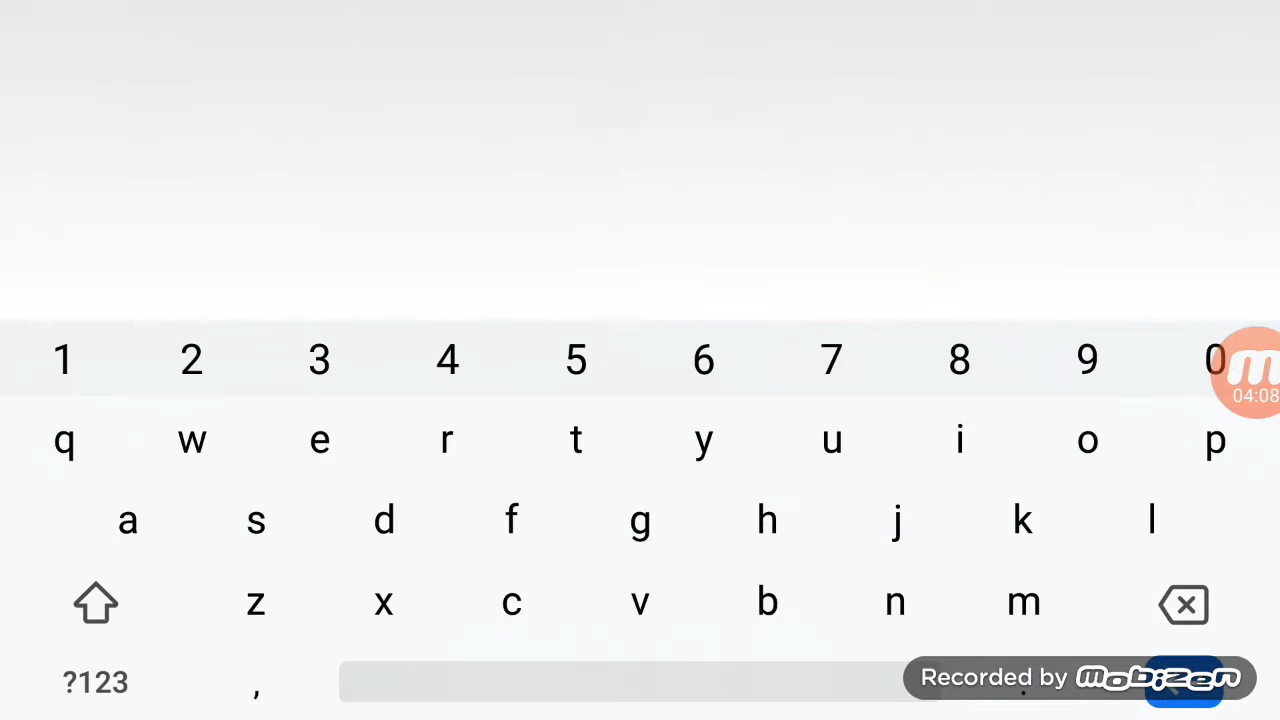 1 2 3 4 5 6 7 8 9 0
04:08
q w e r t y u i o p
a s d f g h j k l
z x c v b n m
?123 , .
Recorded by mobizen